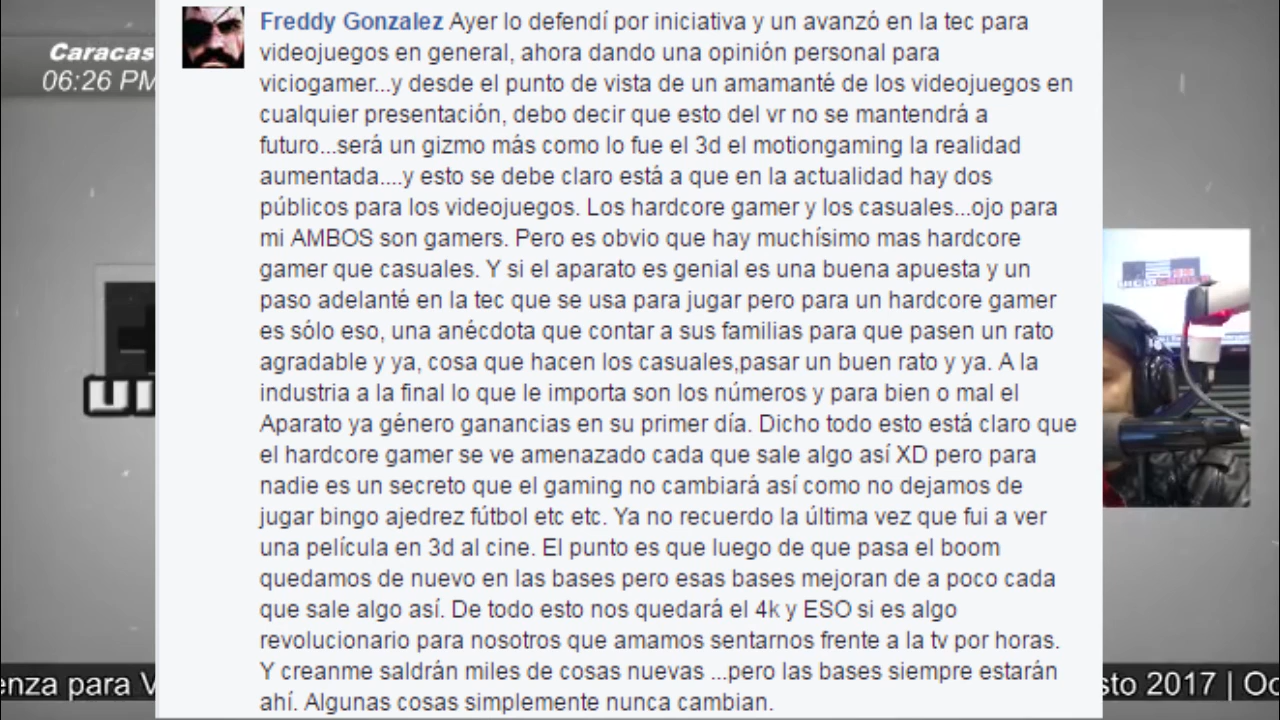 Caracas
06:26 PM
Freddy Gonzalez Ayer lo defendí por iniciativa y un avanzó en la tec para
videojuegos en general, ahora dando una opinión personal para
viciogamer...y desde el punto de vista de un amamanté de los videojuegos en
cualquier presentación, debo decir que esto del vr no se mantendrá a
futuro...será un gizmo más como lo fue el 3d el motiongaming la realidad
aumentada....y esto se debe claro está a que en la actualidad hay dos
públicos para los videojuegos. Los hardcore gamer y los casuales...ojo para
mi AMBOS son gamers. Pero es obvio que hay muchísimo mas hardcore
gamer que casuales. Y si el aparato es genial es una buena apuesta y un
paso adelanté en la tec que se usa para jugar pero para un hardcore gamer
es sólo eso, una anécdota que contar a sus familias para que pasen un rato
agradable y ya, cosa que hacen los casuales,pasar un buen rato y ya. A la
industria a la final lo que le importa son los números y para bien o mal el
Aparato ya género ganancias en su primer día. Dicho todo esto está claro que
el hardcore gamer se ve amenazado cada que sale algo así XD pero para
nadie es un secreto que el gaming no cambiará así como no dejamos de
jugar bingo ajedrez fútbol etc etc. Ya no recuerdo la última vez que fui a ver
una película en 3d al cine. El punto es que luego de que pasa el boom
quedamos de nuevo en las bases pero esas bases mejoran de a poco cada
que sale algo así. De todo esto nos quedará el 4k y ESO si es algo
revolucionario para nosotros que amamos sentarnos frente a la tv por horas.
Y creanme saldrán miles de cosas nuevas ...pero las bases siempre estarán
ahí. Algunas cosas simplemente nunca cambian.
enza para V
sto 2017 | Oc